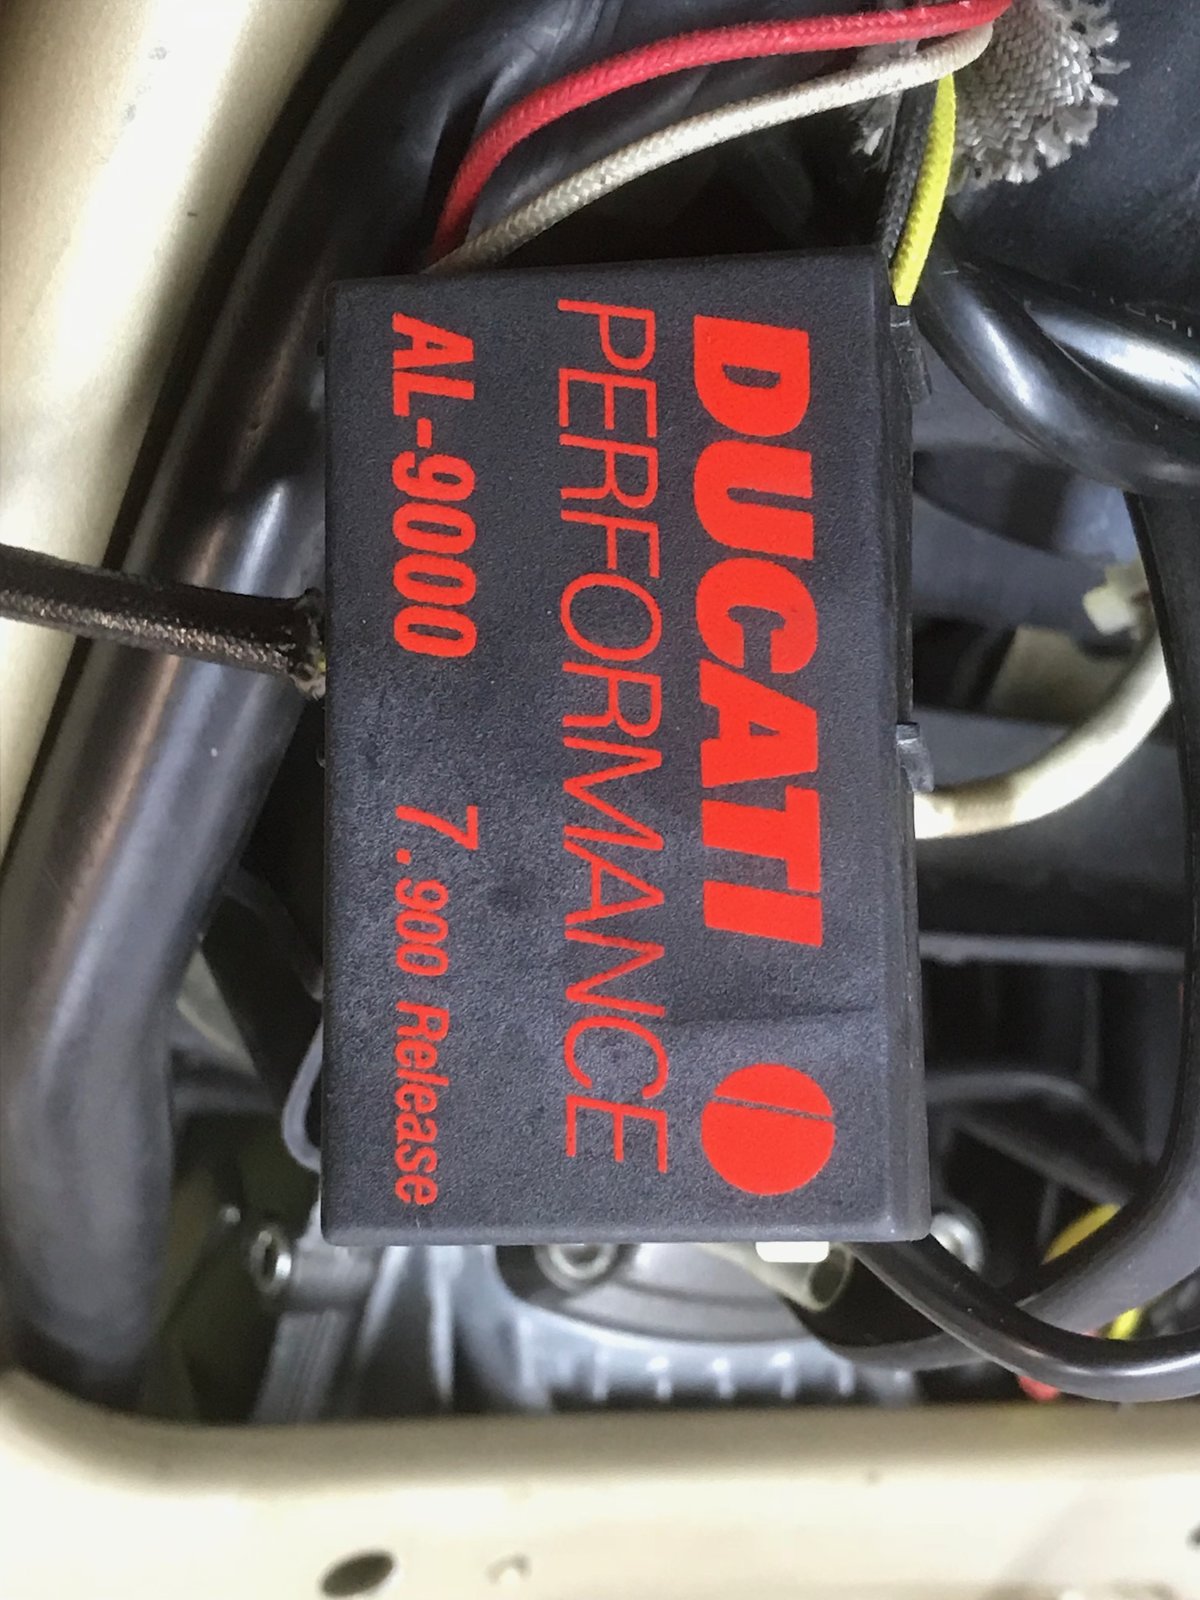 DUCATI
PERFORMANCE
AL-9000 7.900 Release